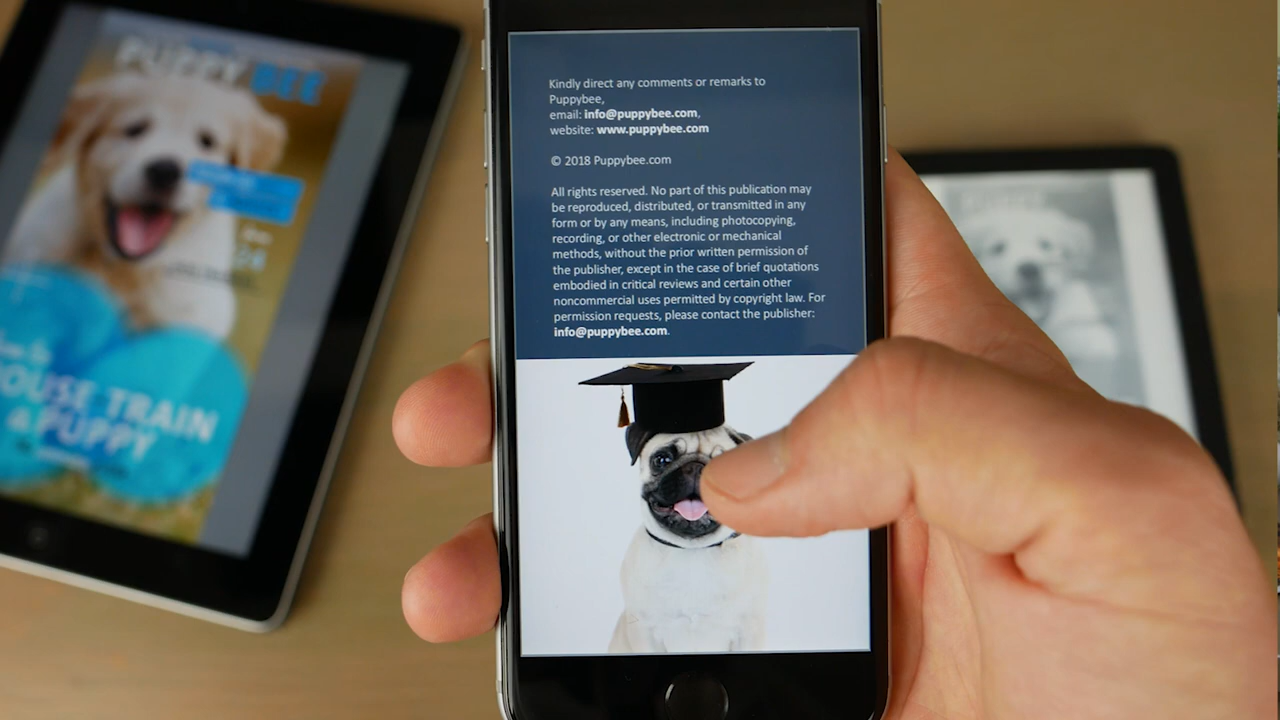 PUPPY BEE
24
HOUSE TRAIN
A PUPPY
Kindly direct any comments or remarks to
Puppybee,
email: info@puppybee.com,
website: www.puppybee.com
© 2018 Puppybee.com
All rights reserved. No part of this publication may
be reproduced, distributed, or transmitted in any
form or by any means, including photocopying,
recording, or other electronic or mechanical
methods, without the prior written permission of
the publisher, except in the case of brief quotations
embodied in critical reviews and certain other
noncommercial uses permitted by copyright law. For
permission requests, please contact the publisher:
info@puppybee.com.